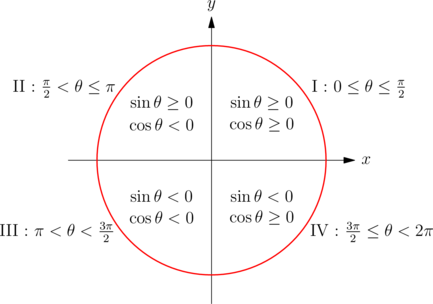 y
II : π/2 < θ ≤ π
I : 0 ≤ θ ≤ π/2
sin θ ≥ 0
cos θ < 0
sin θ ≥ 0
cos θ ≥ 0
x
sin θ < 0
cos θ < 0
sin θ < 0
cos θ ≥ 0
III : π < θ < 3π/2
IV : 3π/2 ≤ θ < 2π